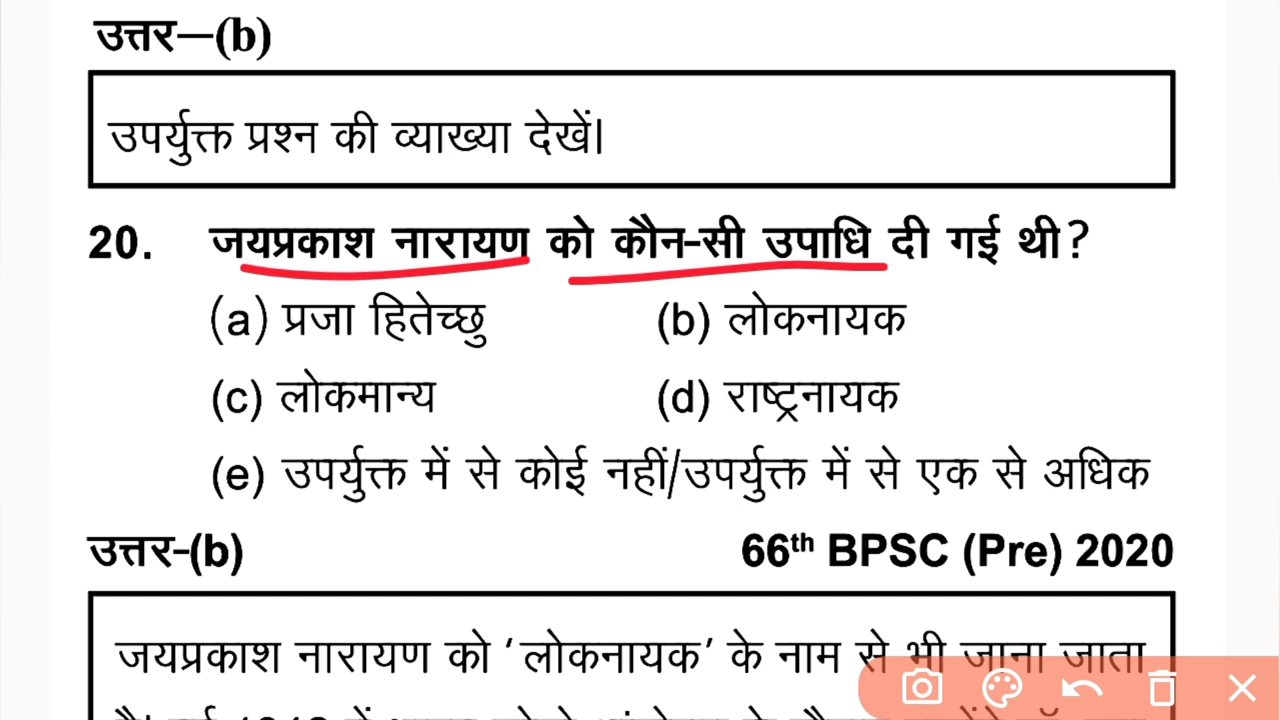 उत्तर—(b)
उपर्युक्त प्रश्न की व्याख्या देखें।
20. जयप्रकाश नारायण को कौन-सी उपाधि दी गई थी?
(a) प्रजा हितेच्छु (b) लोकनायक
(c) लोकमान्य (d) राष्ट्रनायक
(e) उपर्युक्त में से कोई नहीं/उपर्युक्त में से एक से अधिक
उत्तर-(b) 66th BPSC (Pre) 2020
जयप्रकाश नारायण को ‘लोकनायक’ के नाम से भी जाना जाता